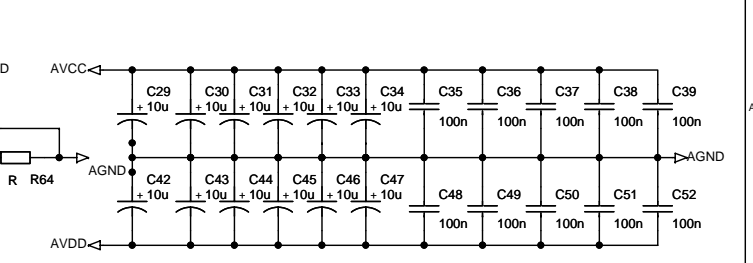 D
AVCC
C29 C30 C31 C32 C33 C34 C35 C36 C37 C38 C39
+ 10u + 10u + 10u + 10u + 10u + 10u
100n 100n 100n 100n 100n
A
AGND AGND
R R64
C42 C43 C44 C45 C46 C47 C48 C49 C50 C51 C52
+ 10u + 10u + 10u + 10u + 10u + 10u
100n 100n 100n 100n 100n
AVDD